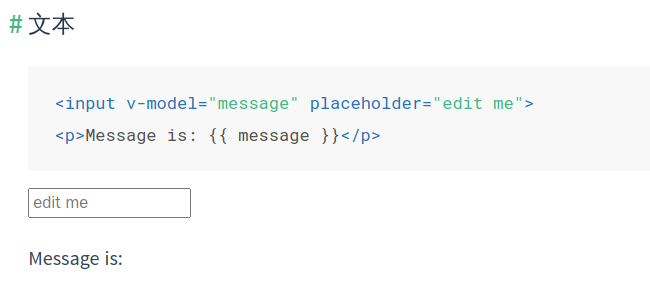 # 文本
<input v-model="message" placeholder="edit me">
<p>Message is: {{ message }}</p>
edit me
Message is: